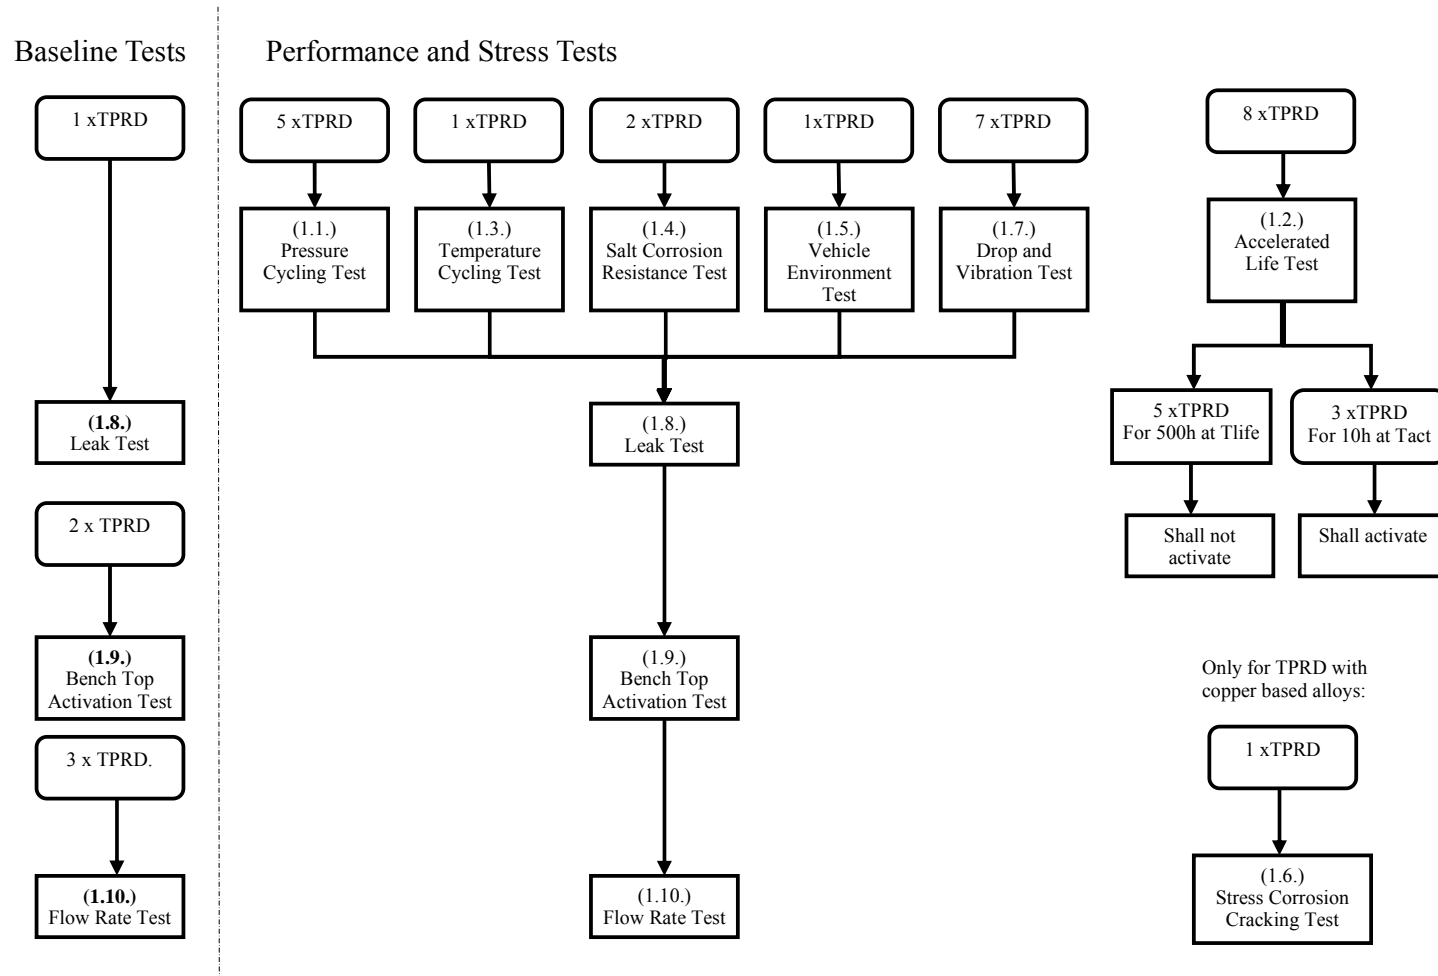 Baseline Tests
Performance and Stress Tests
1 xTPRD
5 xTPRD
1 xTPRD
2 xTPRD
1xTPRD
7 xTPRD
8 xTPRD
(1.1.)
Pressure
Cycling Test
(1.3.)
Temperature
Cycling Test
(1.4.)
Salt Corrosion
Resistance Test
(1.5.)
Vehicle
Environment
Test
(1.7.)
Drop and
Vibration Test
(1.2.)
Accelerated
Life Test
(1.8.)
Leak Test
(1.8.)
Leak Test
5 xTPRD
For 500h at Tlife
3 xTPRD
For 10h at Tact
2 x TPRD
Shall not
activate
Shall activate
(1.9.)
Bench Top
Activation Test
(1.9.)
Bench Top
Activation Test
Only for TPRD with
copper based alloys:
3 x TPRD.
1 xTPRD
(1.10.)
Flow Rate Test
(1.10.)
Flow Rate Test
(1.6.)
Stress Corrosion
Cracking Test